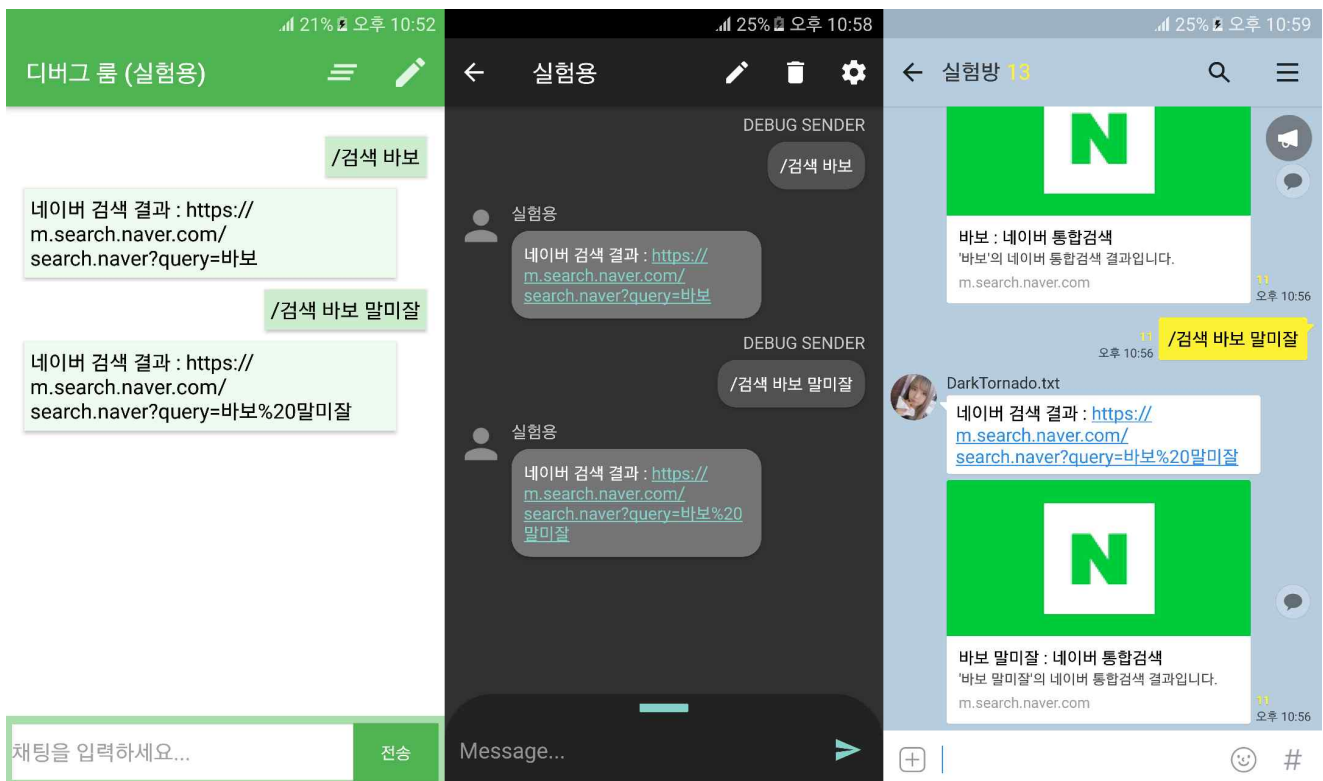 21% 오후 10:52
디버그 룸 (실험용)
/검색 바보
네이버 검색 결과 : https://
m.search.naver.com/
search.naver?query=바보
/검색 바보 말미잘
네이버 검색 결과 : https://
m.search.naver.com/
search.naver?query=바보%20말미잘
채팅을 입력하세요...
전송
25% 오후 10:58
실험용
DEBUG SENDER
/검색 바보
실험용
네이버 검색 결과 : https://
m.search.naver.com/
search.naver?query=바보
DEBUG SENDER
/검색 바보 말미잘
실험용
네이버 검색 결과 : https://
m.search.naver.com/
search.naver?query=바보%20
말미잘
Message...
25% 오후 10:59
실험방 13
N
바보 : 네이버 통합검색
'바보'의 네이버 통합검색 결과입니다.
m.search.naver.com
11
오후 10:56
11
오후 10:56
/검색 바보 말미잘
DarkTornado.txt
네이버 검색 결과 : https://
m.search.naver.com/
search.naver?query=바보%20말미잘
N
바보 말미잘 : 네이버 통합검색
'바보 말미잘'의 네이버 통합검색 결과입니다.
m.search.naver.com
11
오후 10:56
#